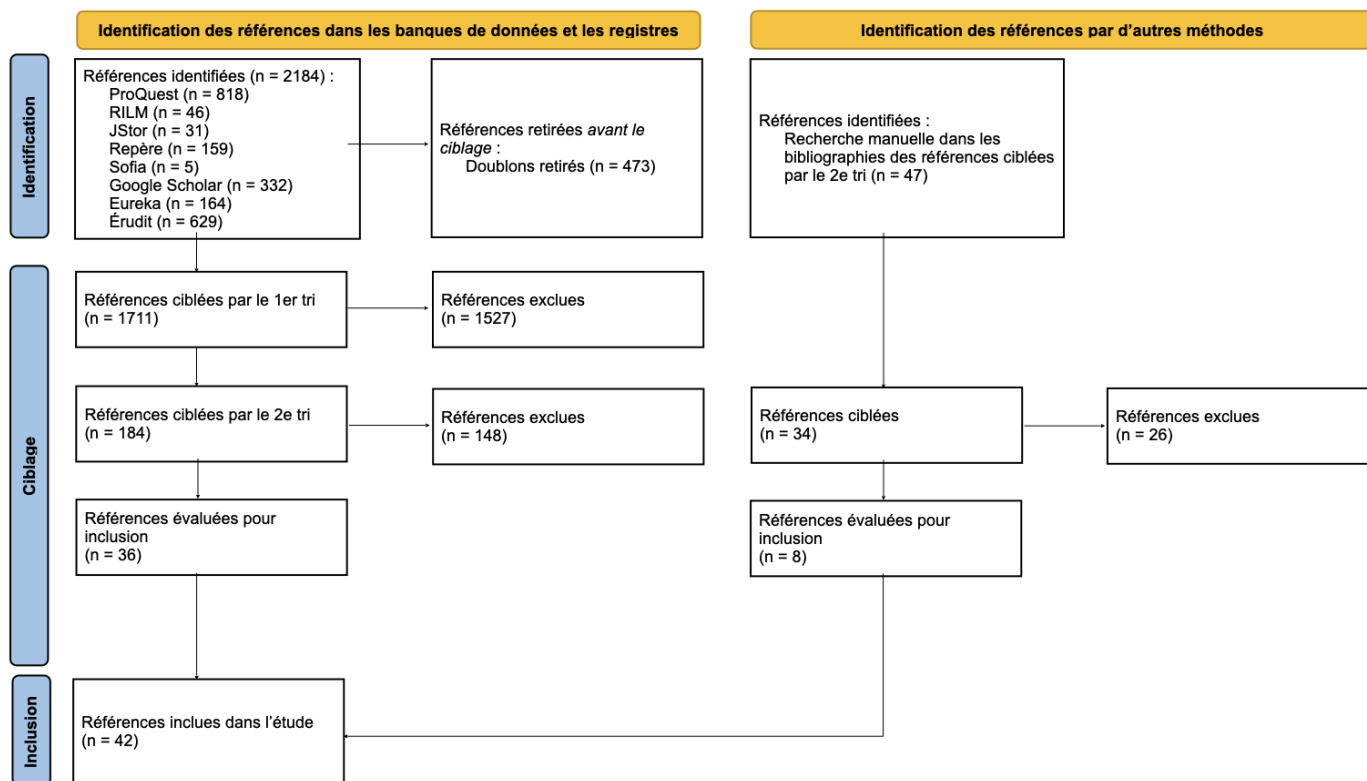 Identification des références dans les banques de données et les registres
Identification des références par d'autres méthodes
Identification
Références identifiées (n = 2184) :
ProQuest (n = 818)
RILM (n = 46)
JStor (n = 31)
Repère (n = 159)
Sofia (n = 5)
Google Scholar (n = 332)
Eureka (n = 164)
Érudit (n = 629)
Références retirées avant le
ciblage :
Doublons retirés (n = 473)
Références identifiées :
Recherche manuelle dans les
bibliographies des références ciblées
par le 2e tri (n = 47)
Ciblage
Références ciblées par le 1er tri
(n = 1711)
Références exclues
(n = 1527)
Références ciblées par le 2e tri
(n = 184)
Références exclues
(n = 148)
Références ciblées
(n = 34)
Références exclues
(n = 26)
Références évaluées pour
inclusion
(n = 36)
Références évaluées pour
inclusion
(n = 8)
Inclusion
Références inclues dans l'étude
(n = 42)